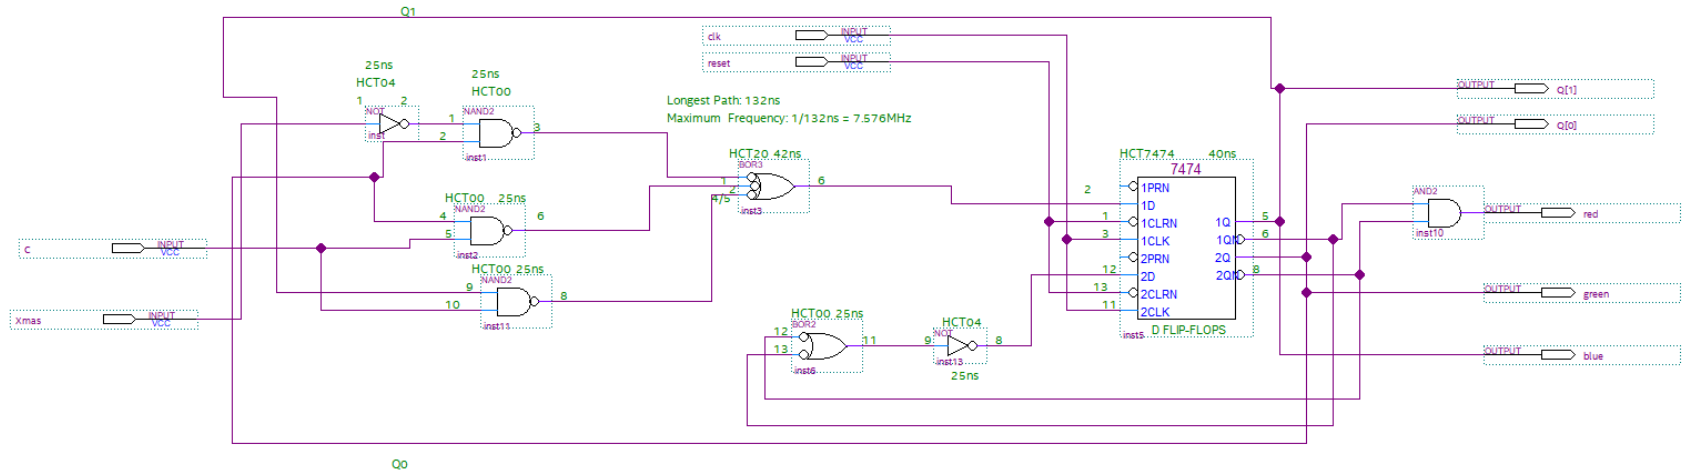 Q1
clk
INPUT
VCC
reset
INPUT
VCC
25ns
HCT04
1
2
NOT
inst
25ns
HCT00
NAND2
1
2
3
inst1
Longest Path: 132ns
Maximum Frequency: 1/132ns = 7.576MHz
OUTPUT
Q[1]
OUTPUT
Q[0]
HCT20 42ns
BOR3
1
2
4/5
6
inst3
HCT7474
40ns
7474
2
1PRN
1D
1
1CLRN
3
1CLK
2PRN
12
2D
13
2CLRN
11
2CLK
1Q
5
1QN
6
2Q
2QN
8
inst5
D FLIP-FLOPS
AND2
inst10
OUTPUT
red
HCT00 25ns
NAND2
4
5
6
inst2
C
INPUT
VCC
HCT00 25ns
NAND2
9
10
8
inst11
OUTPUT
green
Xmas
INPUT
VCC
HCT00 25ns
BOR2
12
13
11
inst6
HCT04
NOT
9
8
inst13
25ns
OUTPUT
blue
Q0